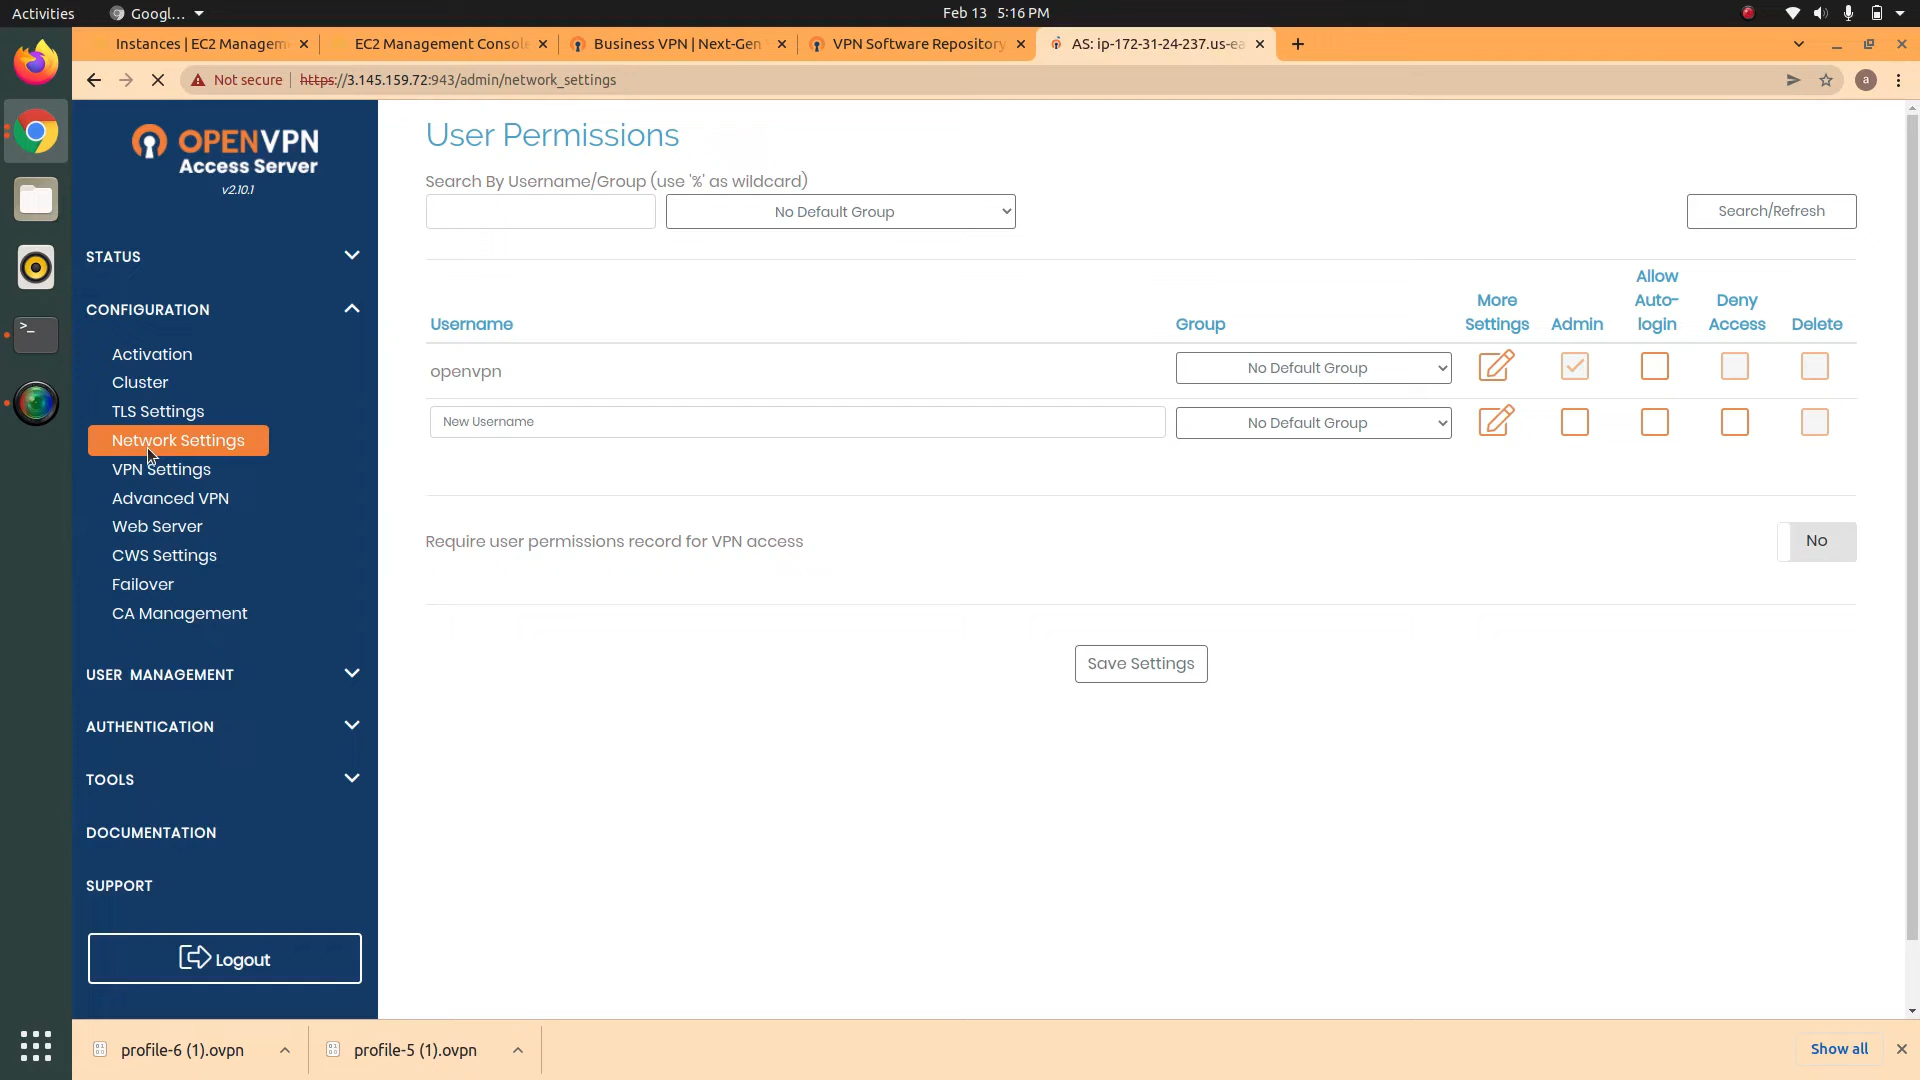 Activities
Googl...
Feb 13 5:16 PM
Instances | EC2 Managem
EC2 Management Console
Business VPN | Next-Gen
VPN Software Repository
AS: ip-172-31-24-237.us-ea
Not secure
https://3.145.159.72:943/admin/network_settings
a
OPENVPN
Access Server
v2.10.1
STATUS
CONFIGURATION
Activation
Cluster
TLS Settings
Network Settings
VPN Settings
Advanced VPN
Web Server
CWS Settings
Failover
CA Management
USER MANAGEMENT
AUTHENTICATION
TOOLS
DOCUMENTATION
SUPPORT
Logout
User Permissions
Search By Username/Group (use '%' as wildcard)
No Default Group
Search/Refresh
Username
Group
More Settings
Admin
Allow Auto-login
Deny Access
Delete
openvpn
No Default Group
New Username
No Default Group
Require user permissions record for VPN access
No
Save Settings
profile-6 (1).ovpn
profile-5 (1).ovpn
Show all